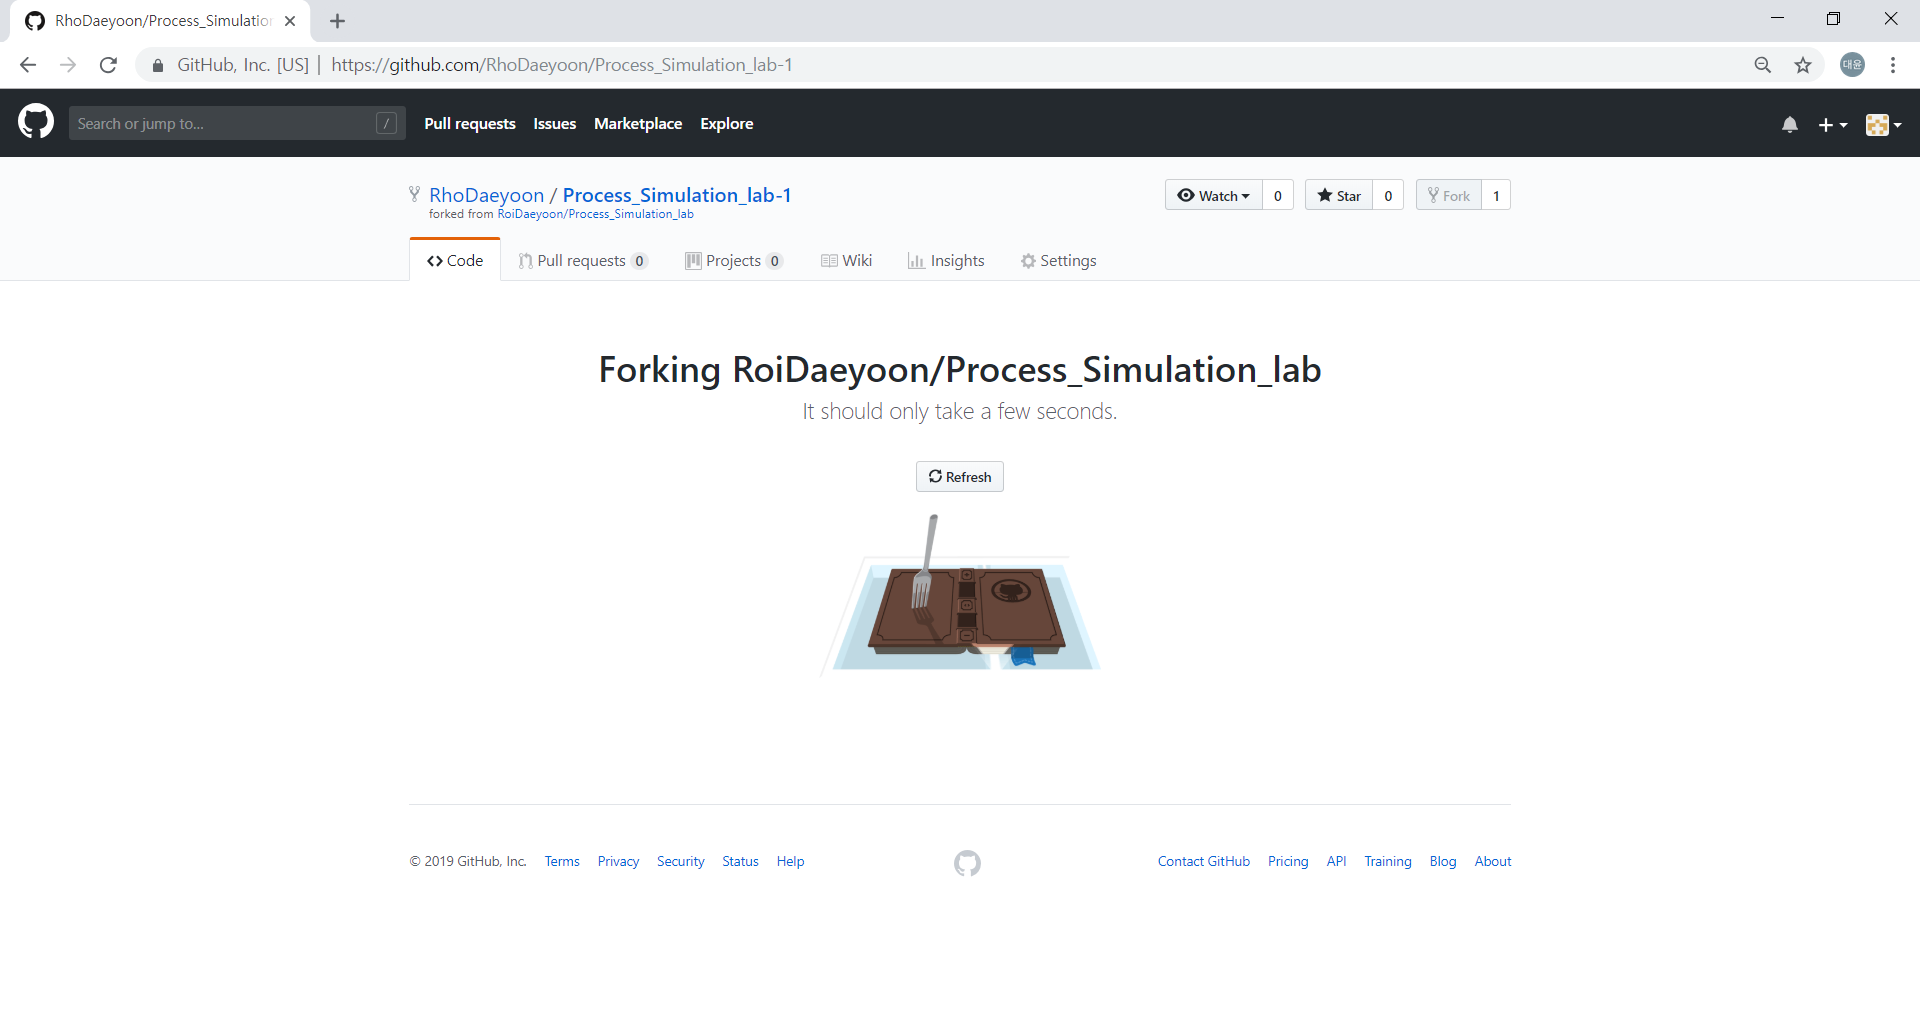 RhoDaeyoon/Process_Simulation
GitHub, Inc. [US] | https://github.com/RhoDaeyoon/Process_Simulation_lab-1
대윤
Search or jump to... /
Pull requests Issues Marketplace Explore
RhoDaeyoon / Process_Simulation_lab-1
forked from RoiDaeyoon/Process_Simulation_lab
Watch 0 Star 0 Fork 1
Code Pull requests 0 Projects 0 Wiki Insights Settings
Forking RoiDaeyoon/Process_Simulation_lab
It should only take a few seconds.
Refresh
© 2019 GitHub, Inc. Terms Privacy Security Status Help Contact GitHub Pricing API Training Blog About